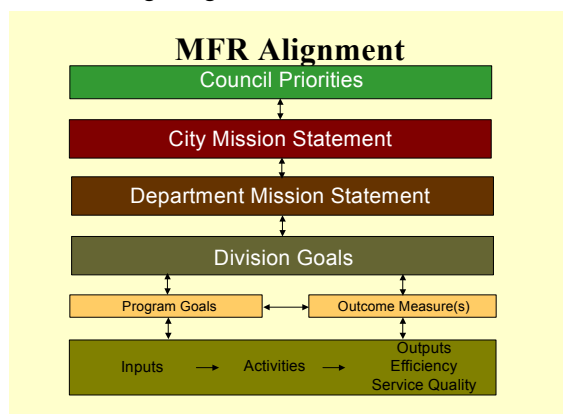 MFR Alignment
Council Priorities
City Mission Statement
Department Mission Statement
Division Goals
Program Goals
Outcome Measure(s)
Inputs
Activities
Outputs
Efficiency
Service Quality